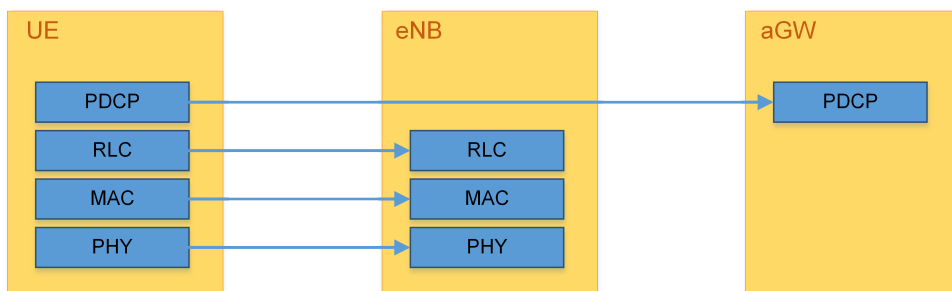 UE
eNB
aGW
PDCP
PDCP
RLC
RLC
MAC
MAC
PHY
PHY